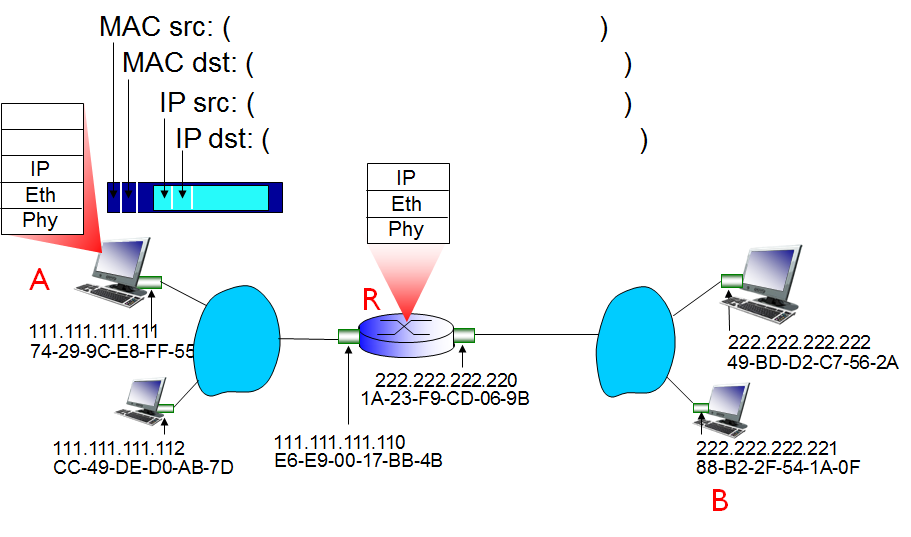 MAC src: ( )
MAC dst: ( )
IP src: ( )
IP dst: ( )
IP
Eth
Phy
IP
Eth
Phy
A
R
111.111.111.111
74-29-9C-E8-FF-55
222.222.222.222
49-BD-D2-C7-56-2A
222.222.222.220
1A-23-F9-CD-06-9B
111.111.111.112
CC-49-DE-D0-AB-7D
111.111.111.110
E6-E9-00-17-BB-4B
222.222.222.221
88-B2-2F-54-1A-0F
B